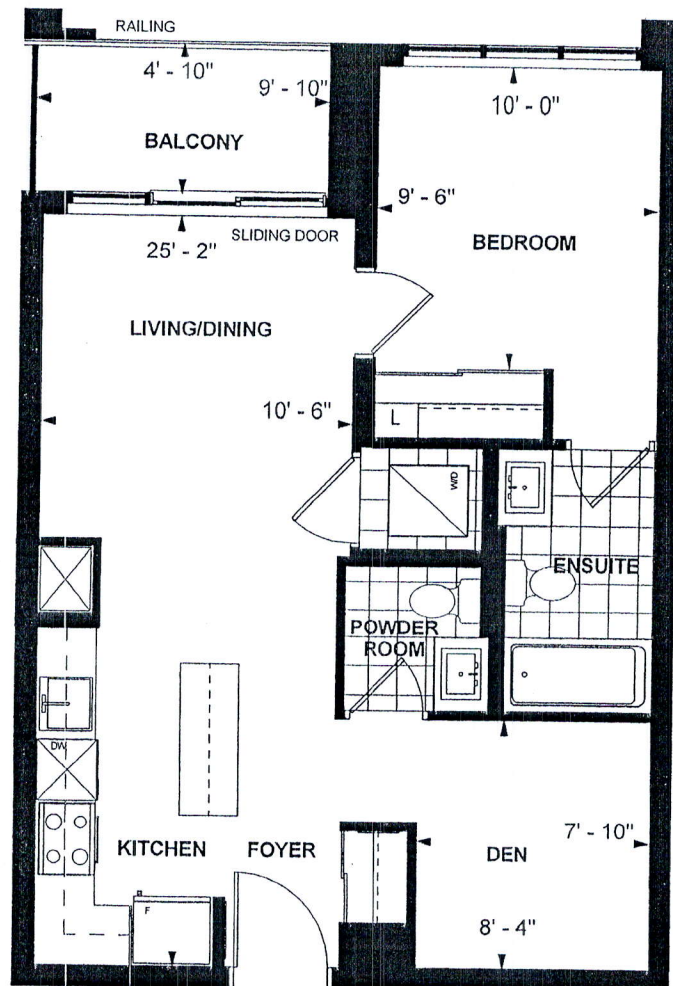 RAILING
4' - 10"
9' - 10"
10' - 0"
BALCONY
9' - 6"
SLIDING DOOR
BEDROOM
25' - 2"
LIVING/DINING
10' - 6"
L
W/D
ENSUITE
POWDER
ROOM
DW
7' - 10"
KITCHEN
FOYER
DEN
F
8' - 4"